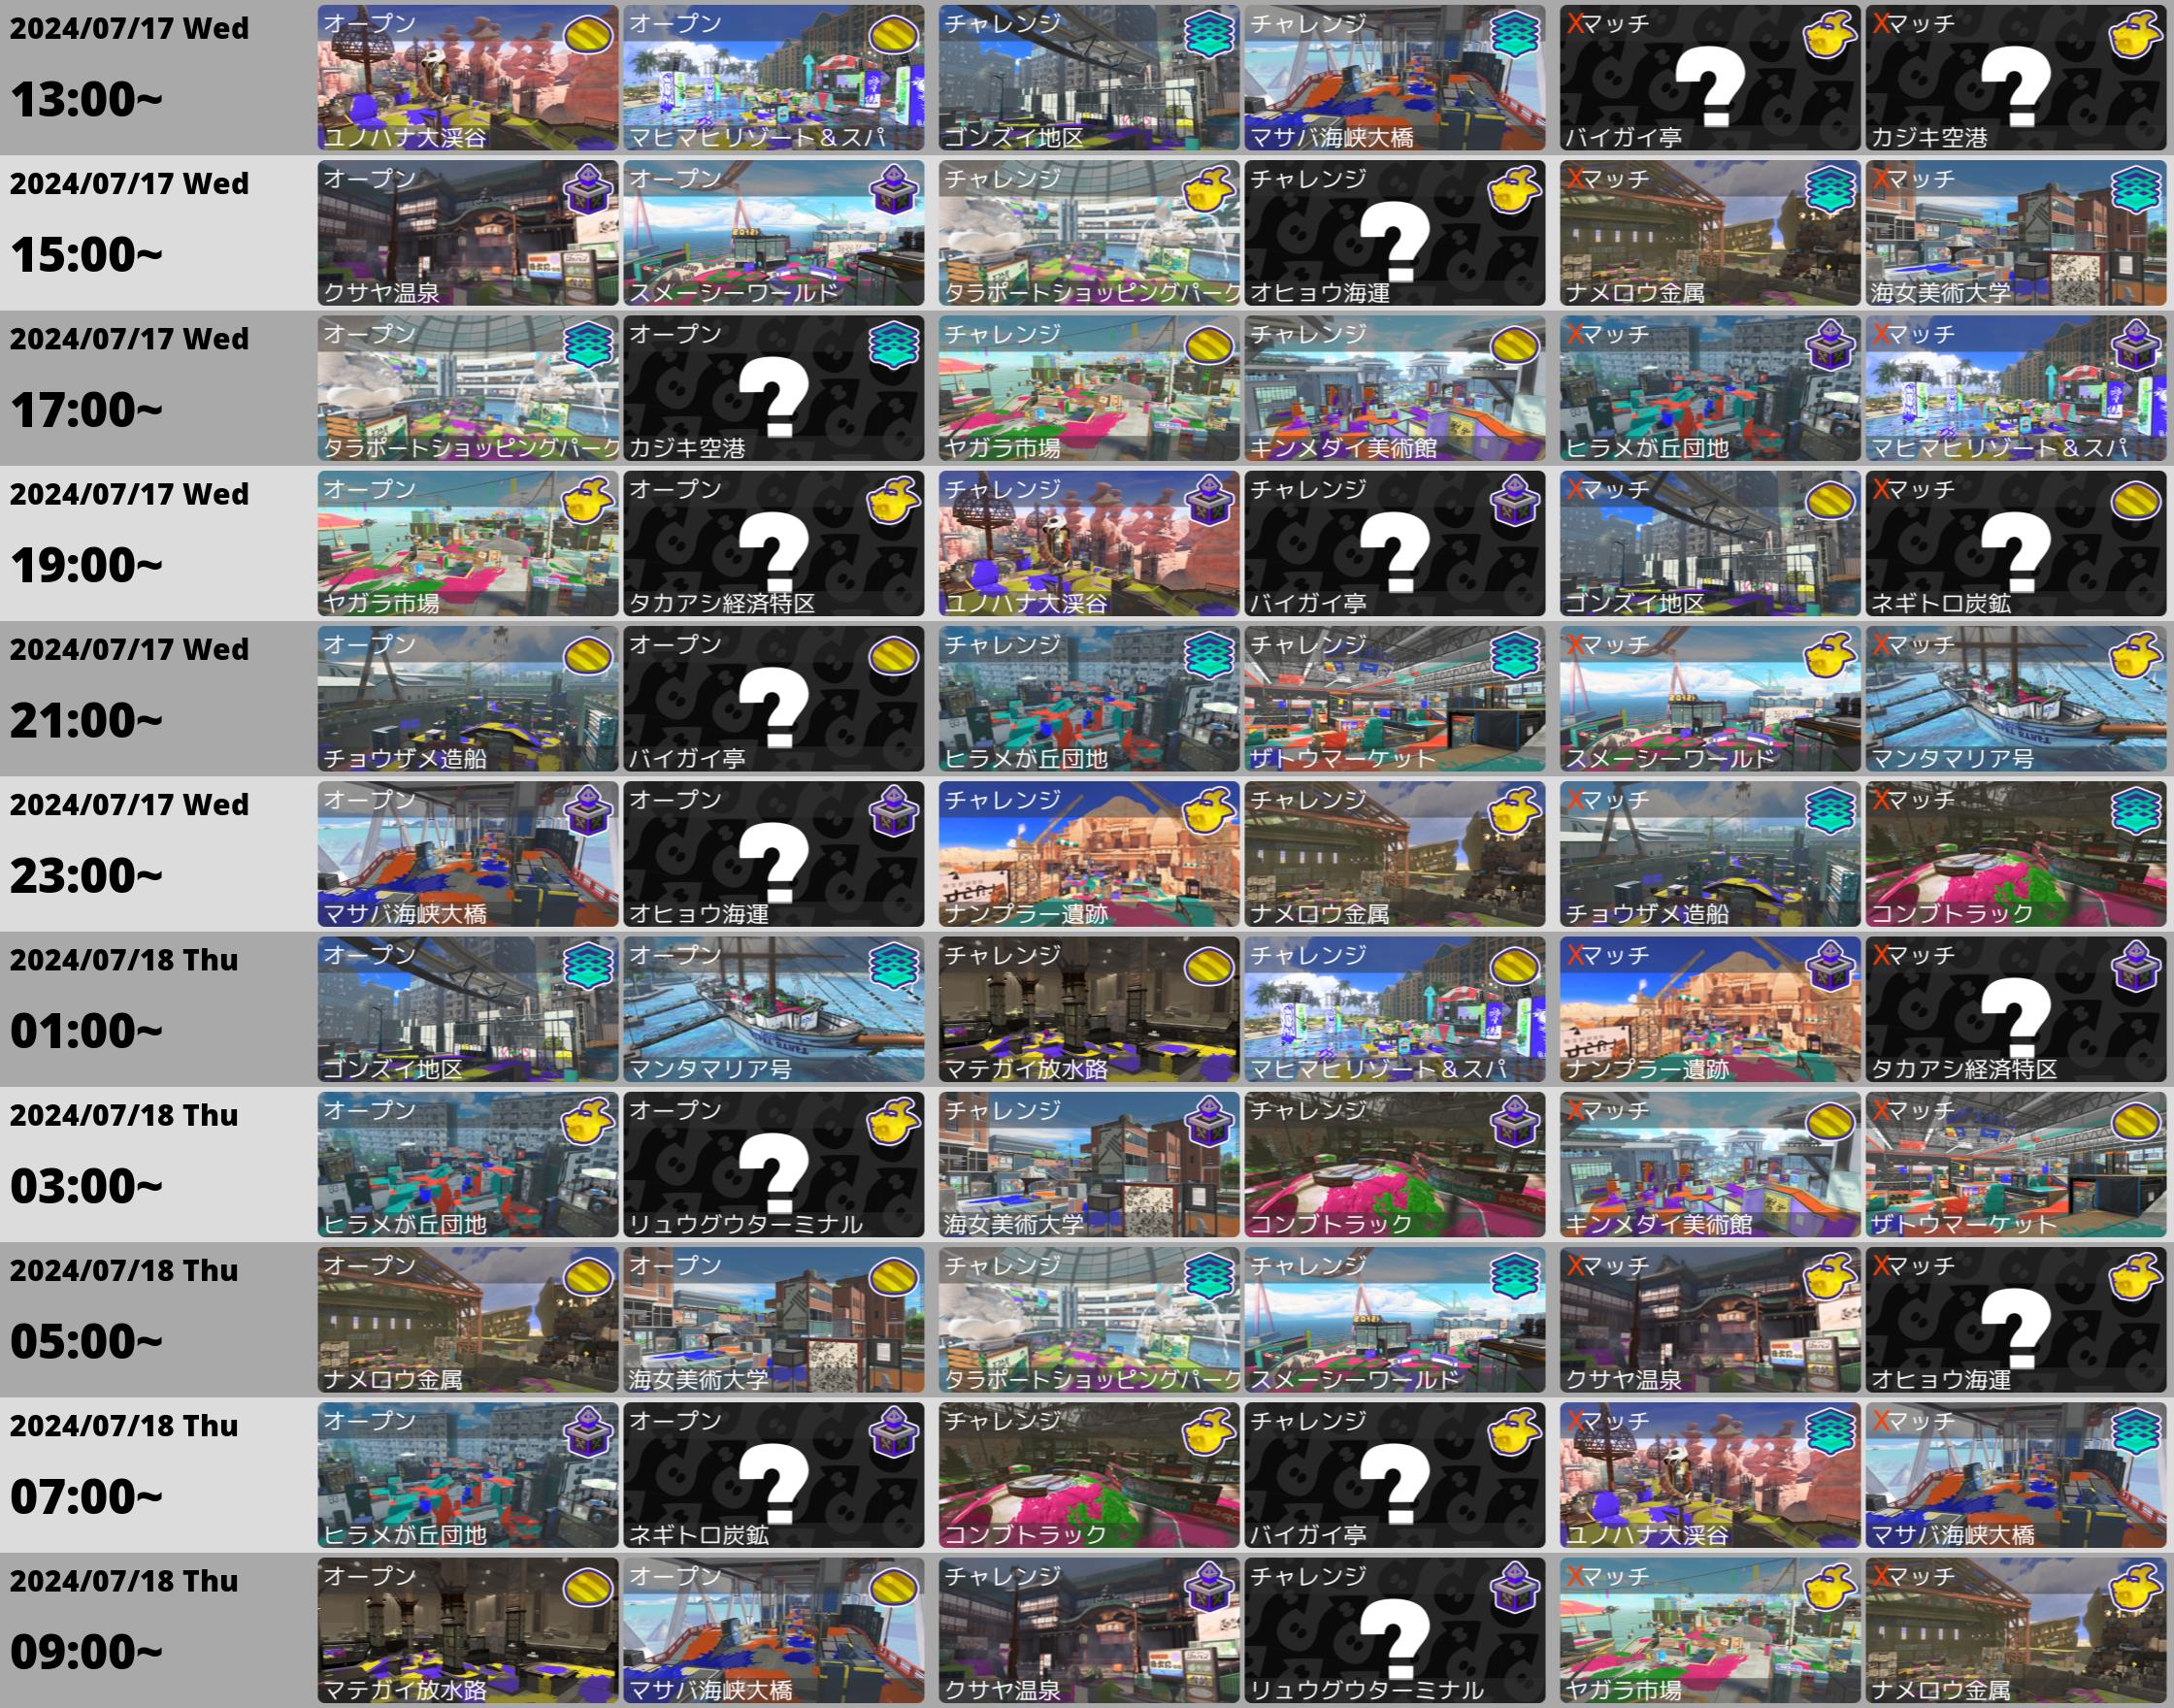 2024/07/17 Wed
13:00~
オープン
ユノハナ大渓谷
オープン
マヒマヒリゾート＆スパ
チャレンジ
ゴンズイ地区
チャレンジ
マサバ海峡大橋
Xマッチ
バイガイ亭
Xマッチ
カジキ空港
2024/07/17 Wed
15:00~
オープン
クサヤ温泉
オープン
スメーシーワールド
チャレンジ
タラポートショッピングパーク
チャレンジ
オヒョウ海運
Xマッチ
ナメロウ金属
Xマッチ
海女美術大学
2024/07/17 Wed
17:00~
オープン
タラポートショッピングパーク
オープン
カジキ空港
チャレンジ
ヤガラ市場
チャレンジ
キンメダイ美術館
Xマッチ
ヒラメが丘団地
Xマッチ
マヒマヒリゾート＆スパ
2024/07/17 Wed
19:00~
オープン
ヤガラ市場
オープン
タカアシ経済特区
チャレンジ
ユノハナ大渓谷
チャレンジ
バイガイ亭
Xマッチ
ゴンズイ地区
Xマッチ
ネギトロ炭鉱
2024/07/17 Wed
21:00~
オープン
チョウザメ造船
オープン
バイガイ亭
チャレンジ
ヒラメが丘団地
チャレンジ
ザトウマーケット
Xマッチ
スメーシーワールド
Xマッチ
マンタマリア号
2024/07/17 Wed
23:00~
オープン
マサバ海峡大橋
オープン
オヒョウ海運
チャレンジ
ナンプラー遺跡
チャレンジ
ナメロウ金属
Xマッチ
チョウザメ造船
Xマッチ
コンブトラック
2024/07/18 Thu
01:00~
オープン
ゴンズイ地区
オープン
マンタマリア号
チャレンジ
マテガイ放水路
チャレンジ
マヒマヒリゾート＆スパ
Xマッチ
ナンプラー遺跡
Xマッチ
タカアシ経済特区
2024/07/18 Thu
03:00~
オープン
ヒラメが丘団地
オープン
リュウグウターミナル
チャレンジ
海女美術大学
チャレンジ
コンブトラック
Xマッチ
キンメダイ美術館
Xマッチ
ザトウマーケット
2024/07/18 Thu
05:00~
オープン
ナメロウ金属
オープン
海女美術大学
チャレンジ
タラポートショッピングパーク
チャレンジ
スメーシーワールド
Xマッチ
クサヤ温泉
Xマッチ
オヒョウ海運
2024/07/18 Thu
07:00~
オープン
ヒラメが丘団地
オープン
ネギトロ炭鉱
チャレンジ
コンブトラック
チャレンジ
バイガイ亭
Xマッチ
ユノハナ大渓谷
Xマッチ
マサバ海峡大橋
2024/07/18 Thu
09:00~
オープン
マテガイ放水路
オープン
マサバ海峡大橋
チャレンジ
クサヤ温泉
チャレンジ
リュウグウターミナル
Xマッチ
ヤガラ市場
Xマッチ
ナメロウ金属